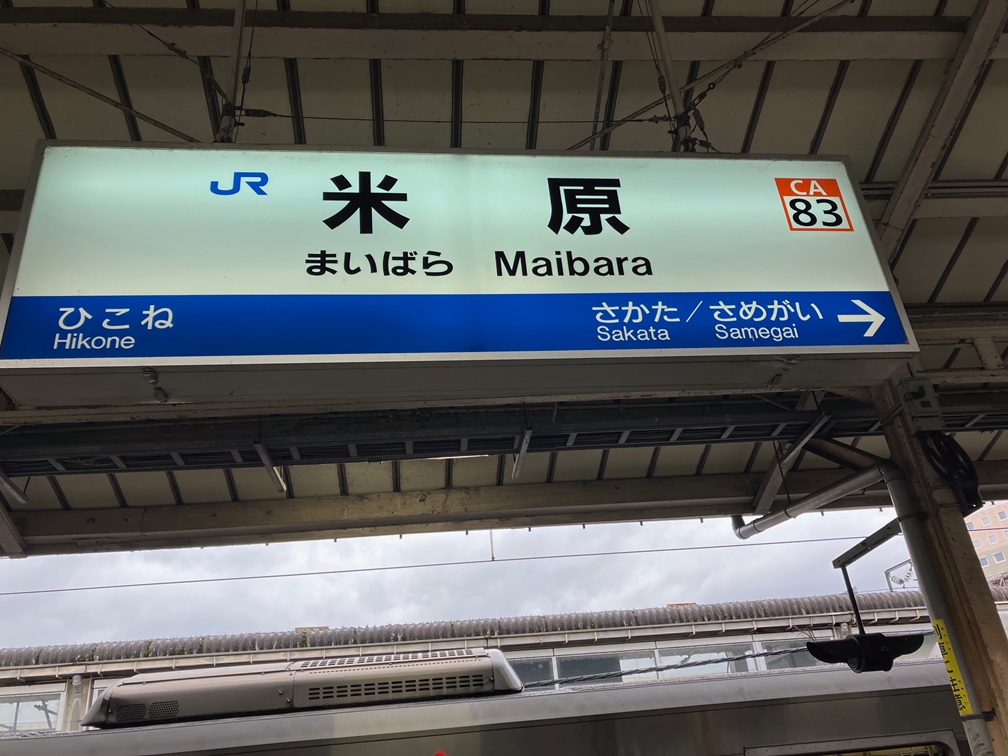 JR 米原 CA
まいばら Maibara 83
ひこね さかた／さめがい →
Hikone Sakata Samegai